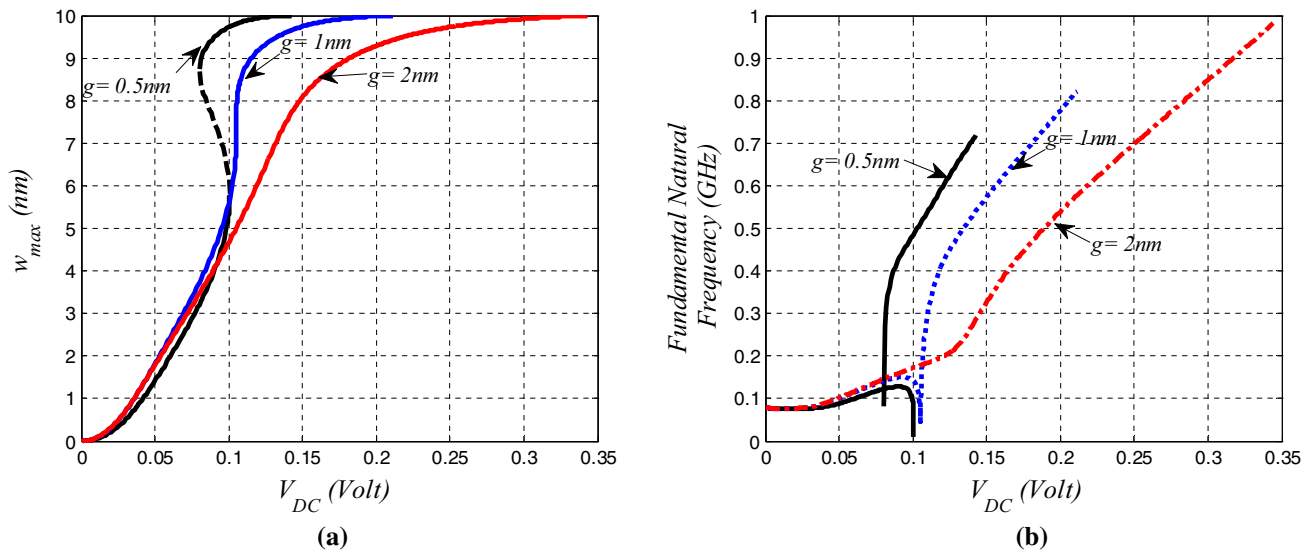 10
9
8
7
6
5
4
3
2
1
0
w_max (nm)
g= 0.5nm
g= 1nm
g= 2nm
0 0.05 0.1 0.15 0.2 0.25 0.3 0.35
V_DC (Volt)
(a)
1
0.9
0.8
0.7
0.6
0.5
0.4
0.3
0.2
0.1
0
Fundamental Natural
Frequency (GHz)
g= 0.5nm
g= 1nm
g= 2nm
0 0.05 0.1 0.15 0.2 0.25 0.3 0.35
V_DC (Volt)
(b)